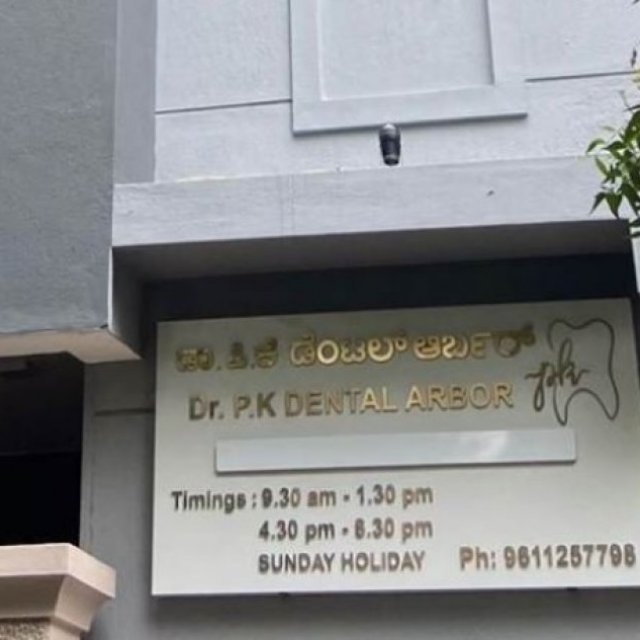 ಡಾ. ಪಿ.ಕೆ ಡೆಂಟಲ್ ಆರ್ಬರ್
Dr. P.K DENTAL ARBOR
Timings : 9.30 am - 1.30 pm
4.30 pm - 8.30 pm
SUNDAY HOLIDAY
Ph: 9611257798